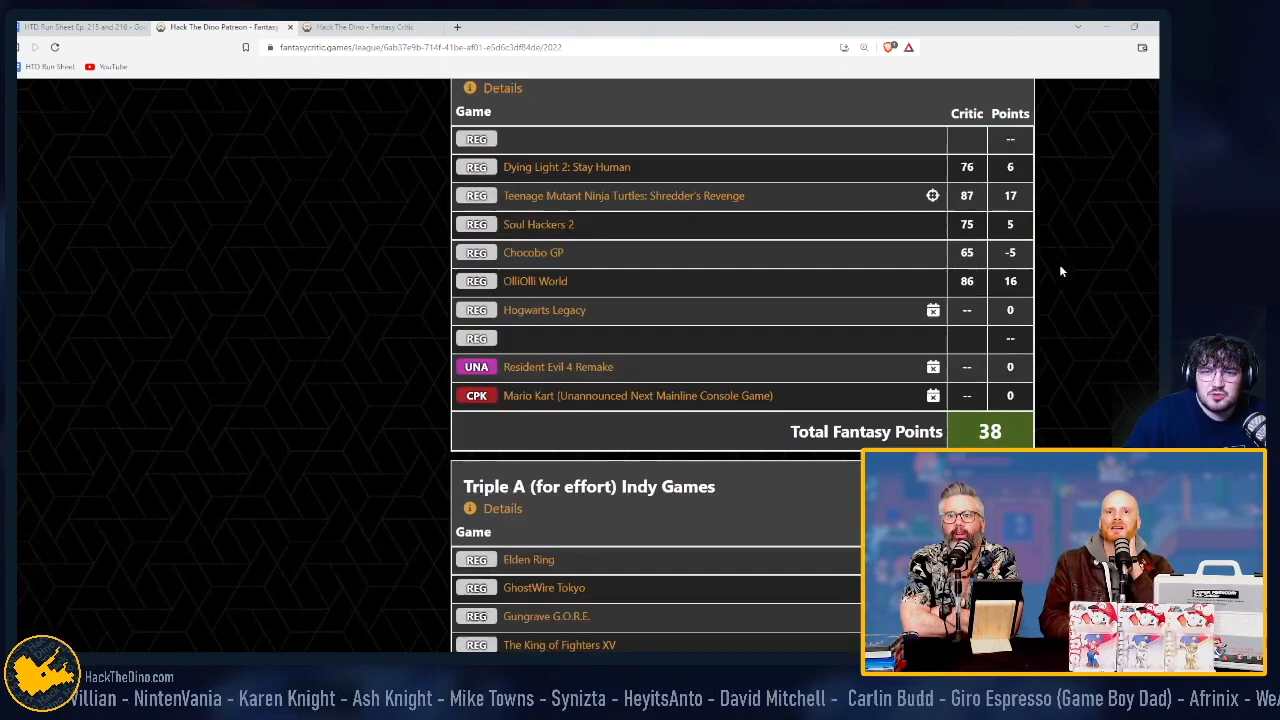 HTD Run Sheet Ep. 215 and 216 - Goo
Hack The Dino Patreon - Fantasy
Hack The Dino - Fantasy Critic
fantasycritic.games/league/6ab37e9b-714f-41be-af01-e5d6c3df84de/2022
HTD Run Sheet
YouTube
Details
Game Critic Points
REG --
REG Dying Light 2: Stay Human 76 6
REG Teenage Mutant Ninja Turtles: Shredder's Revenge 87 17
REG Soul Hackers 2 75 5
REG Chocobo GP 65 -5
REG OlliOlli World 86 16
REG Hogwarts Legacy -- 0
REG --
UNA Resident Evil 4 Remake -- 0
CPK Mario Kart (Unannounced Next Mainline Console Game) -- 0
Total Fantasy Points 38
Triple A (for effort) Indy Games
Details
Game
REG Elden Ring
REG GhostWire Tokyo
REG Gungrave G.O.R.E.
REG The King of Fighters XV
HackTheDino.com
villian - NintenVania - Karen Knight - Ash Knight - Mike Towns - Synizta - HeyitsAnto - David Mitchell - Carlin Budd - Giro Espresso (Game Boy Dad) - Afrinix - Wea